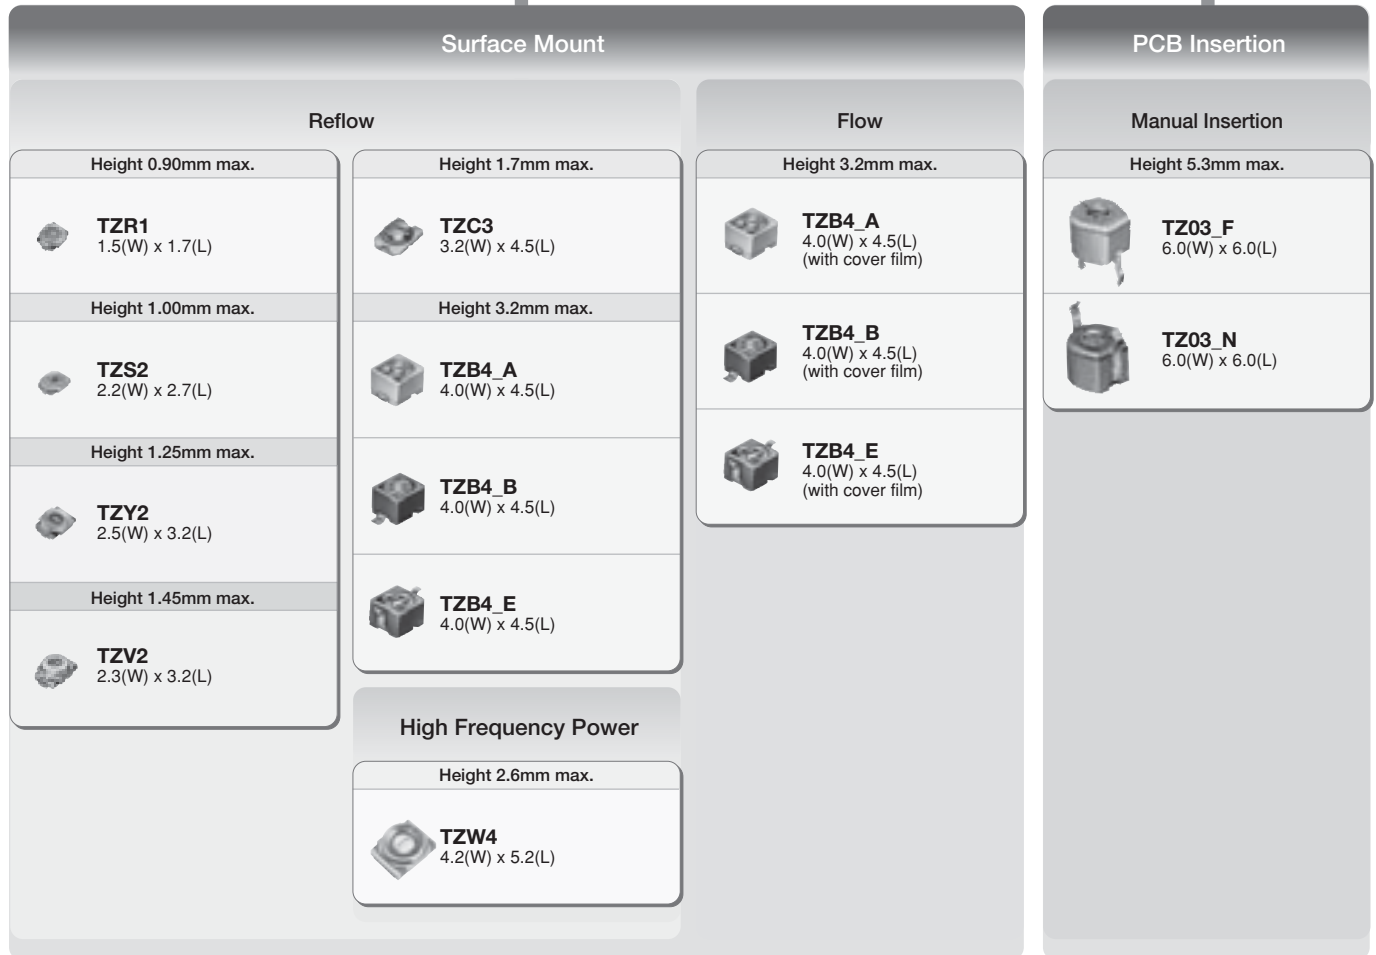 Surface Mount
Reflow
Height 0.90mm max.
TZR1
1.5(W) x 1.7(L)
Height 1.00mm max.
TZS2
2.2(W) x 2.7(L)
Height 1.25mm max.
TZY2
2.5(W) x 3.2(L)
Height 1.45mm max.
TZV2
2.3(W) x 3.2(L)
Height 1.7mm max.
TZC3
3.2(W) x 4.5(L)
Height 3.2mm max.
TZB4_A
4.0(W) x 4.5(L)
TZB4_B
4.0(W) x 4.5(L)
TZB4_E
4.0(W) x 4.5(L)
High Frequency Power
Height 2.6mm max.
TZW4
4.2(W) x 5.2(L)
Flow
Height 3.2mm max.
TZB4_A
4.0(W) x 4.5(L)
(with cover film)
TZB4_B
4.0(W) x 4.5(L)
(with cover film)
TZB4_E
4.0(W) x 4.5(L)
(with cover film)
PCB Insertion
Manual Insertion
Height 5.3mm max.
TZ03_F
6.0(W) x 6.0(L)
TZ03_N
6.0(W) x 6.0(L)